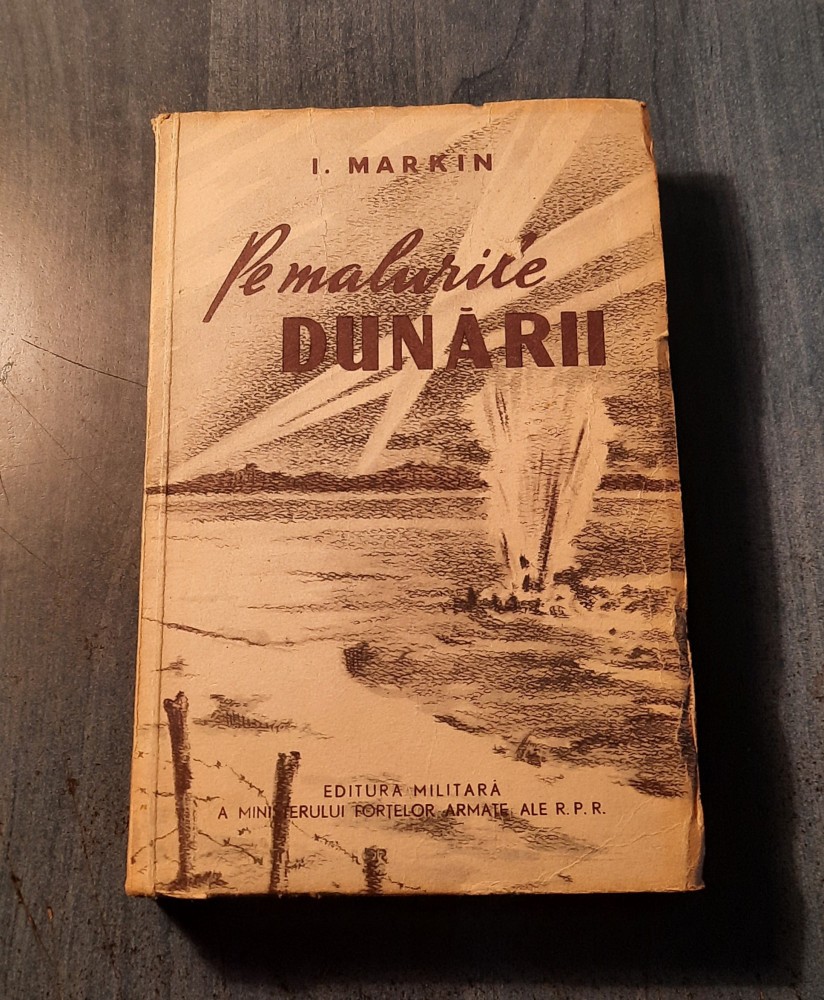 I. MARKIN
Pe malurile
DUNĂRII
EDITURA MILITARĂ
A MINISTERULUI FORȚELOR ARMATE ALE R.P.R.